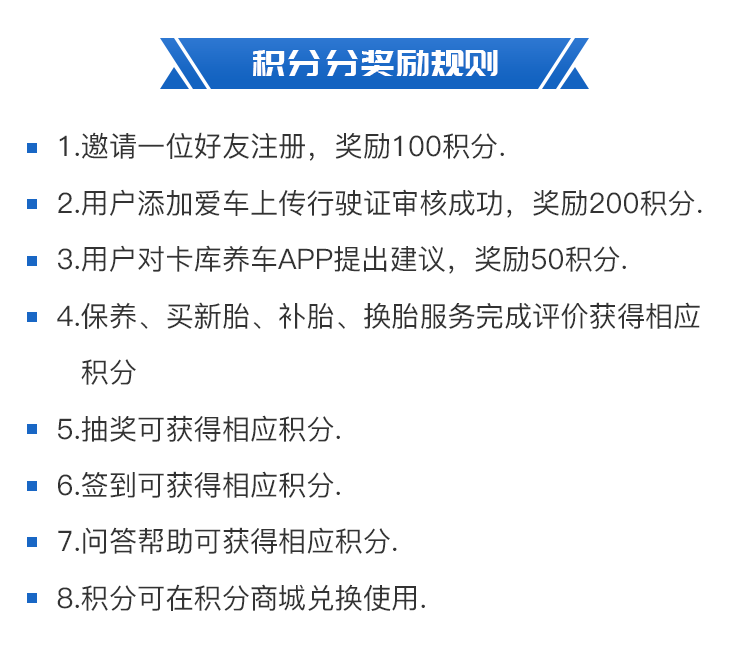 积分分奖励规则
1.邀请一位好友注册，奖励100积分.
2.用户添加爱车上传行驶证审核成功，奖励200积分.
3.用户对卡库养车APP提出建议，奖励50积分.
4.保养、买新胎、补胎、换胎服务完成评价获得相应
积分
5.抽奖可获得相应积分.
6.签到可获得相应积分.
7.问答帮助可获得相应积分.
8.积分可在积分商城兑换使用.